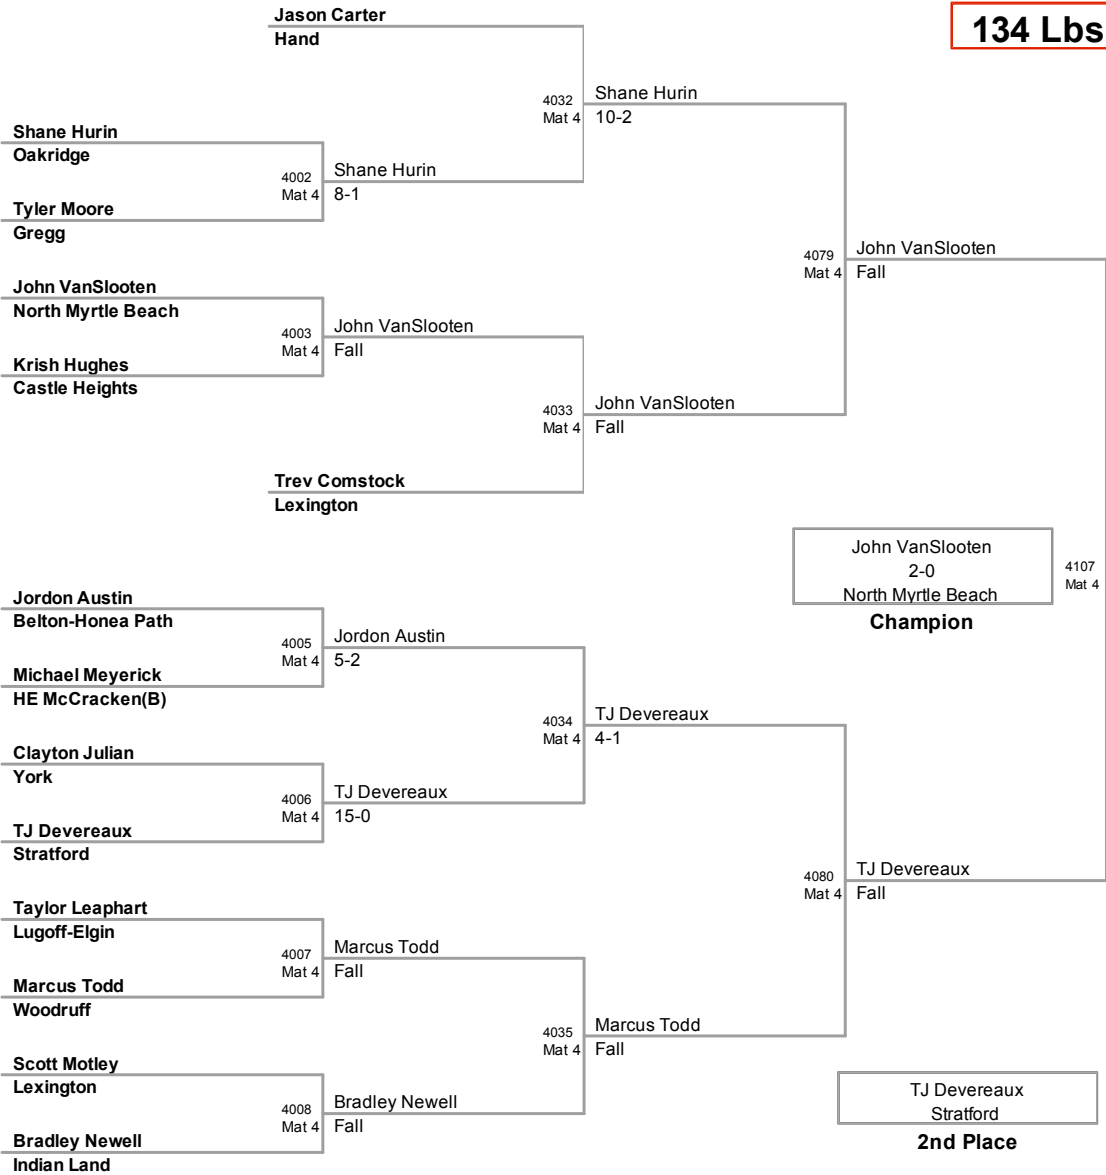 Jason Carter
Hand
134 Lbs
4032
Mat 4
Shane Hurin
10-2
Shane Hurin
Oakridge
4002
Mat 4
Shane Hurin
8-1
Tyler Moore
Gregg
4079
Mat 4
John VanSlooten
Fall
John VanSlooten
North Myrtle Beach
4003
Mat 4
John VanSlooten
Fall
Krish Hughes
Castle Heights
4033
Mat 4
John VanSlooten
Fall
Trev Comstock
Lexington
John VanSlooten
2-0
North Myrtle Beach
Champion
4107
Mat 4
Jordon Austin
Belton-Honea Path
4005
Mat 4
Jordon Austin
5-2
Michael Meyerick
HE McCracken(B)
4034
Mat 4
TJ Devereaux
4-1
Clayton Julian
York
4006
Mat 4
TJ Devereaux
15-0
TJ Devereaux
Stratford
4080
Mat 4
TJ Devereaux
Fall
Taylor Leaphart
Lugoff-Elgin
4007
Mat 4
Marcus Todd
Fall
Marcus Todd
Woodruff
4035
Mat 4
Marcus Todd
Fall
Scott Motley
Lexington
4008
Mat 4
Bradley Newell
Fall
Bradley Newell
Indian Land
TJ Devereaux
Stratford
2nd Place